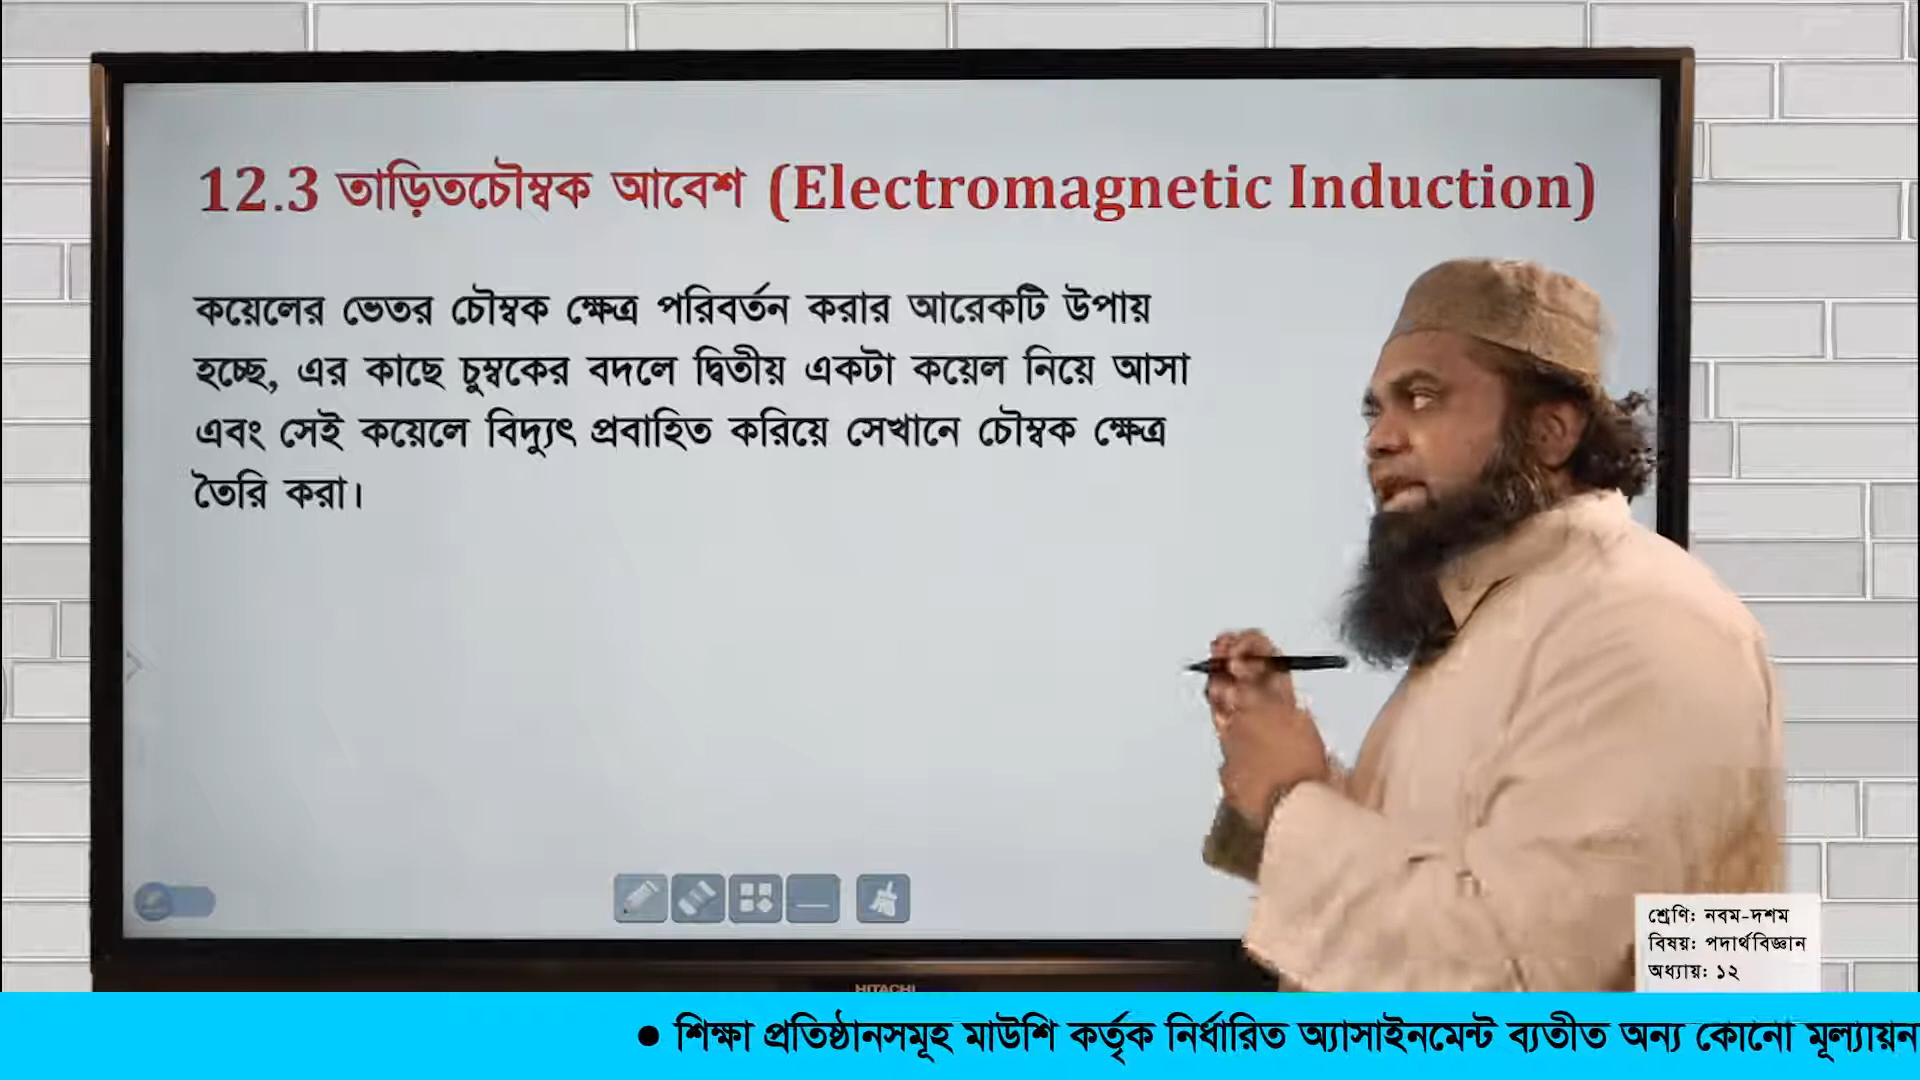 12.3 তাড়িতচৌম্বক আবেশ (Electromagnetic Induction)
কয়েলের ভেতর চৌম্বক ক্ষেত্র পরিবর্তন করার আরেকটি উপায়
হচ্ছে, এর কাছে চুম্বকের বদলে দ্বিতীয় একটা কয়েল নিয়ে আসা
এবং সেই কয়েলে বিদ্যুৎ প্রবাহিত করিয়ে সেখানে চৌম্বক ক্ষেত্র
তৈরি করা।
শ্রেণি: নবম-দশম
বিষয়: পদার্থবিজ্ঞান
অধ্যায়: ১২
HITACHI
● শিক্ষা প্রতিষ্ঠানসমূহ মাউশি কর্তৃক নির্ধারিত অ্যাসাইনমেন্ট ব্যতীত অন্য কোনো মূল্যায়ন